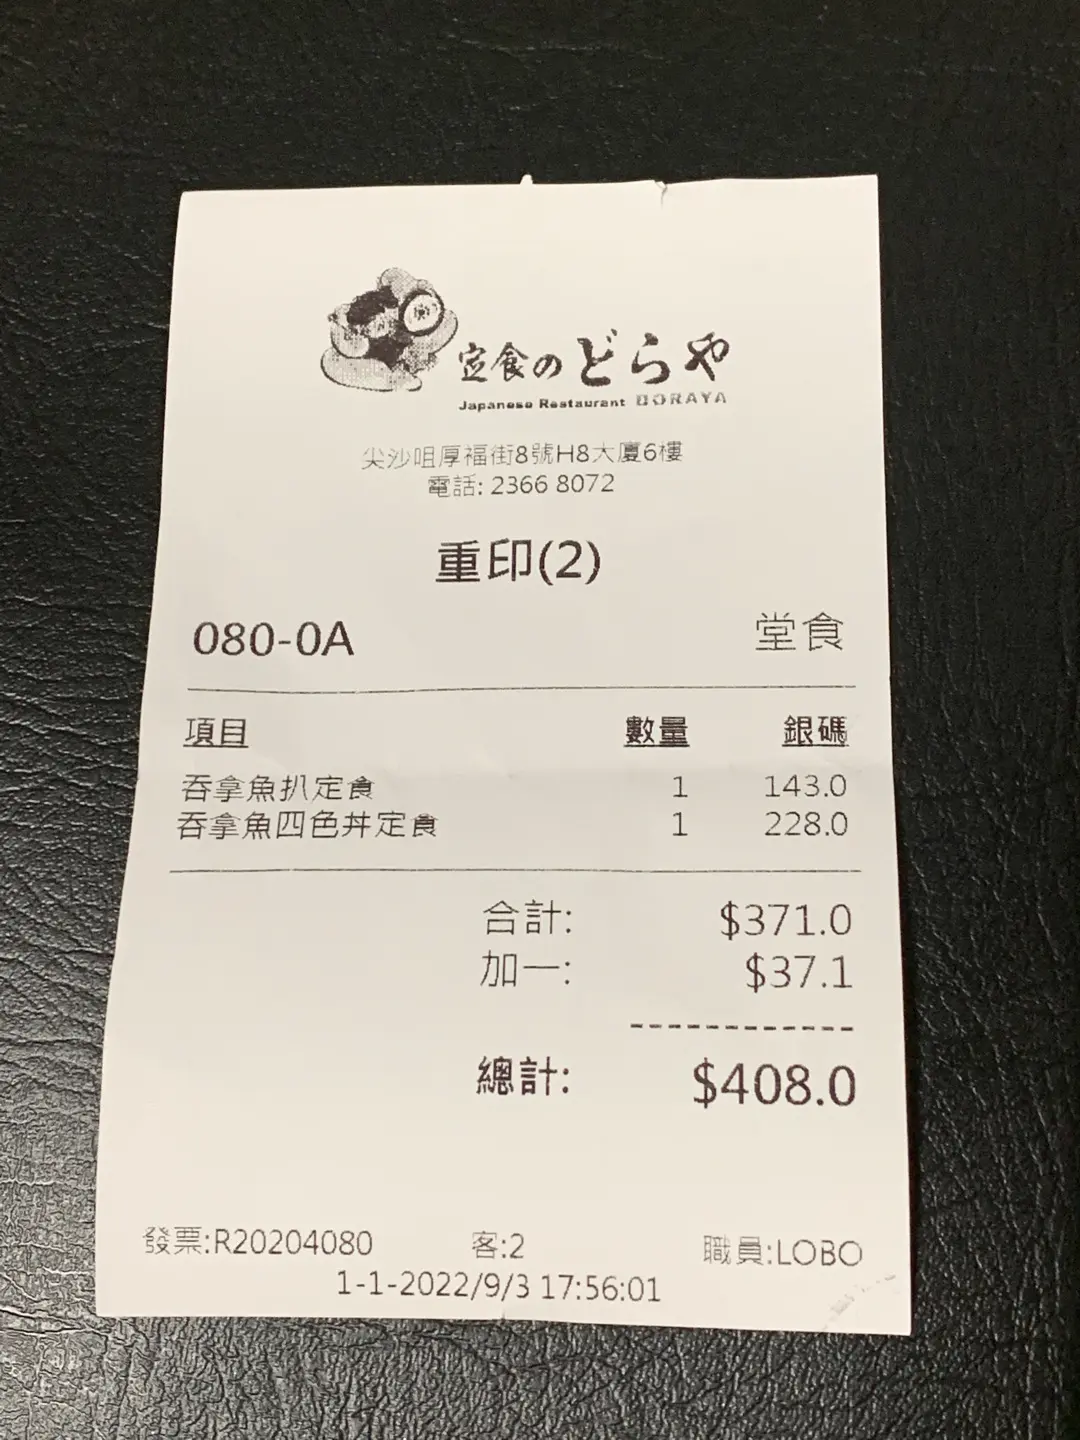 定食のどらや
Japanese Restaurant DORAYA
尖沙咀厚福街8號H8大廈6樓
電話: 2366 8072
重印(2)
080-0A 堂食
項目 數量 銀碼
吞拿魚扒定食 1 143.0
吞拿魚四色丼定食 1 228.0
合計: $371.0
加一: $37.1
------------
總計: $408.0
發票:R20204080 客:2 職員:LOBO
1-1-2022/9/3 17:56:01